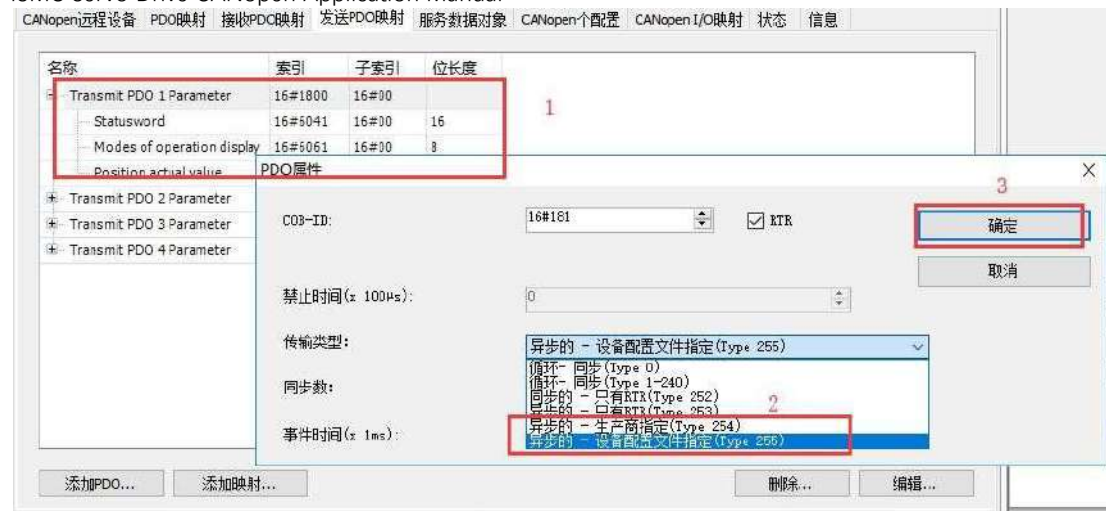 CANopen远程设备 PDO映射 接收PDO映射 发送PDO映射 服务数据对象 CANopen个配置 CANopen I/O映射 状态 信息
名称 索引 子索引 位长度
Transmit PDO 1 Parameter 16#1800 16#00
1
Statusword 16#6041 16#00 16
Modes of operation display 16#6061 16#00 8
Position actual value
PDO属性 X
3
Transmit PDO 2 Parameter
Transmit PDO 3 Parameter
Transmit PDO 4 Parameter
COB-ID: 16#181 RTR 确定
取消
禁止时间(x 100μs): 0
传输类型: 异步的 - 设备配置文件指定(Type 255)
循环- 同步(Type 0)
循环- 同步(Type 1-240)
同步的 - 只有RTR(Type 252)
异步的 - 只有RTR(Type 253)
2
异步的 - 生产商指定(Type 254)
异步的 - 设备配置文件指定(Type 255)
同步数:
事件时间(x 1ms):
添加PDO... 添加映射... 删除... 编辑...